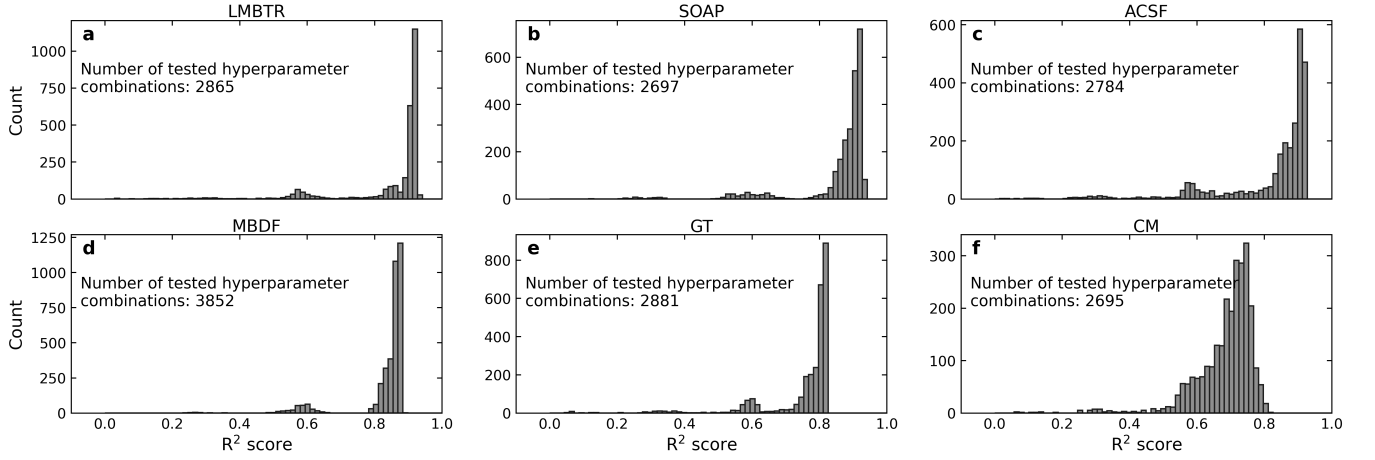 LMBTR
a
Number of tested hyperparameter
combinations: 2865
Count
1000
750
500
250
0
SOAP
b
Number of tested hyperparameter
combinations: 2697
600
400
200
0
ACSF
c
Number of tested hyperparameter
combinations: 2784
600
400
200
0
MBDF
d
Number of tested hyperparameter
combinations: 3852
Count
1250
1000
750
500
250
0
0.0 0.2 0.4 0.6 0.8 1.0
R² score
GT
e
Number of tested hyperparameter
combinations: 2881
800
600
400
200
0
0.0 0.2 0.4 0.6 0.8 1.0
R² score
CM
f
Number of tested hyperparameter
combinations: 2695
300
200
100
0
0.0 0.2 0.4 0.6 0.8 1.0
R² score